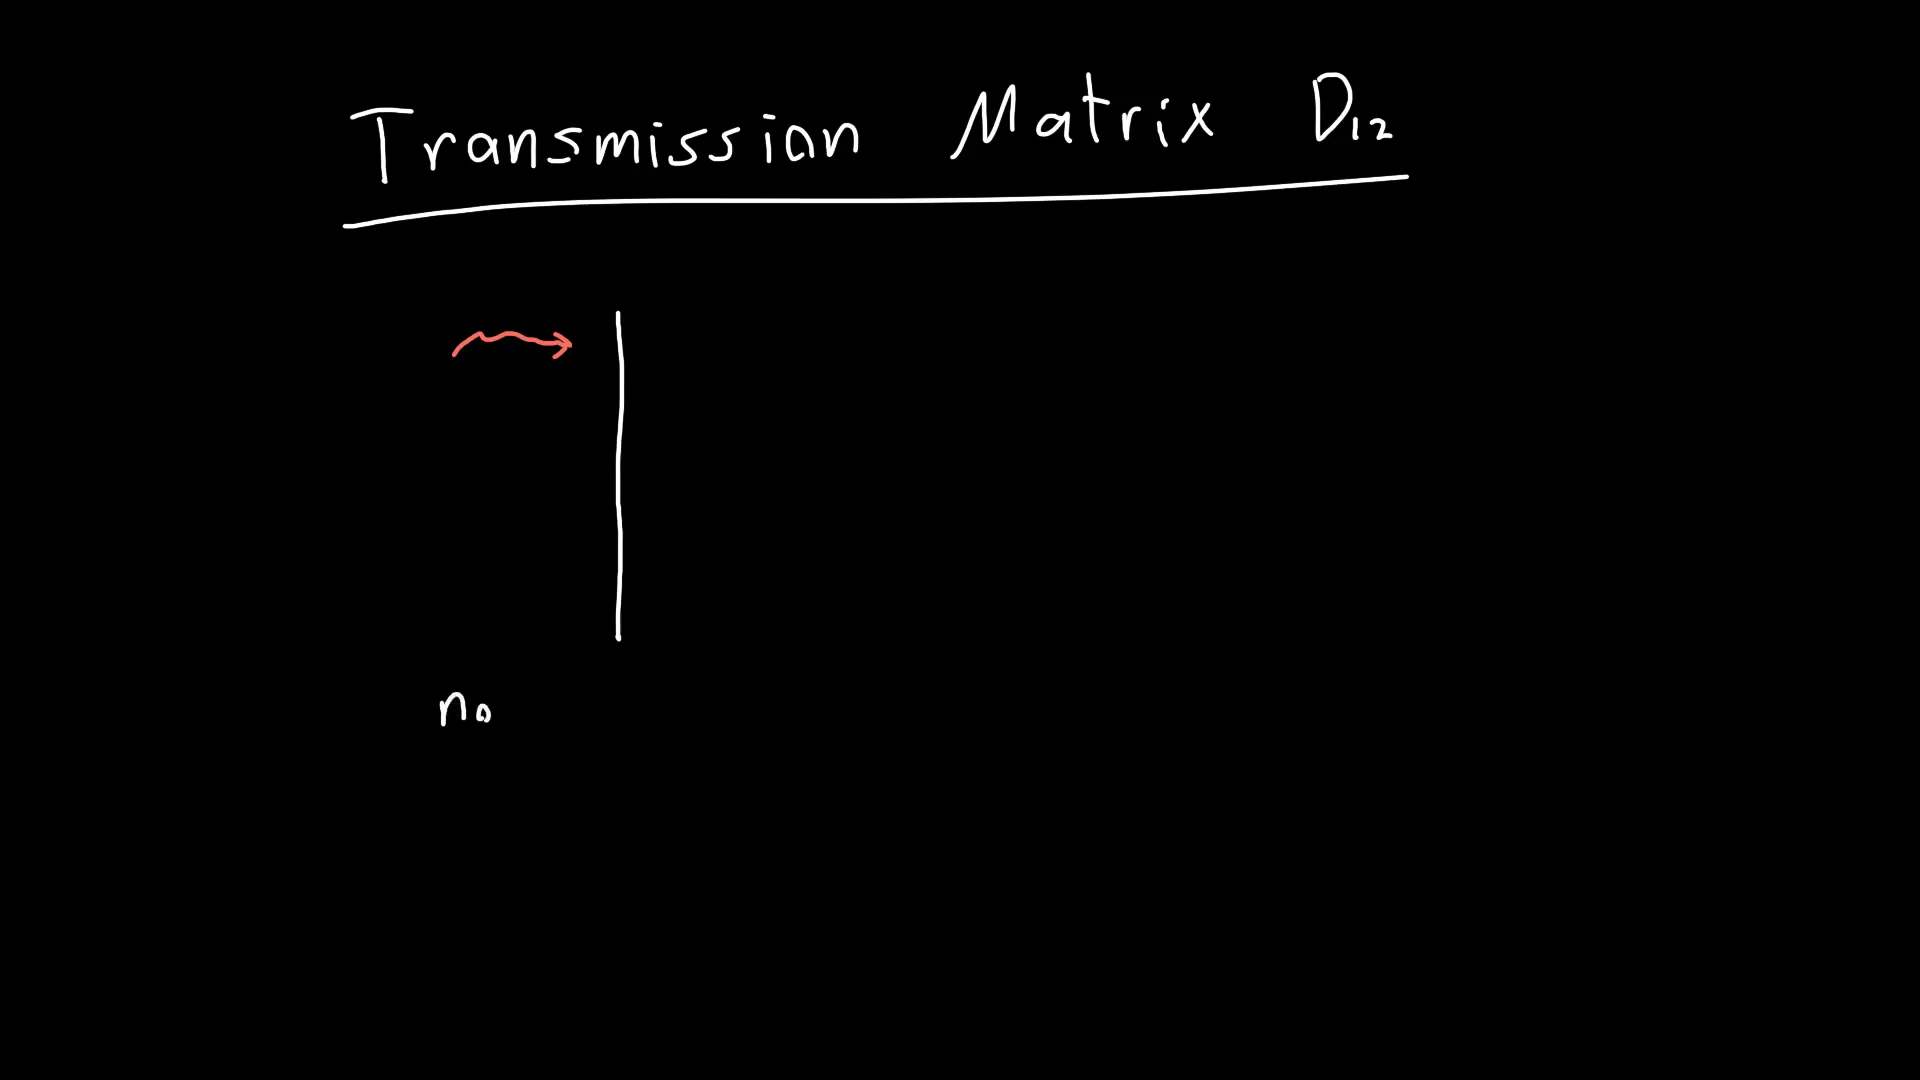 Transmission Matrix D₁₂
n₀